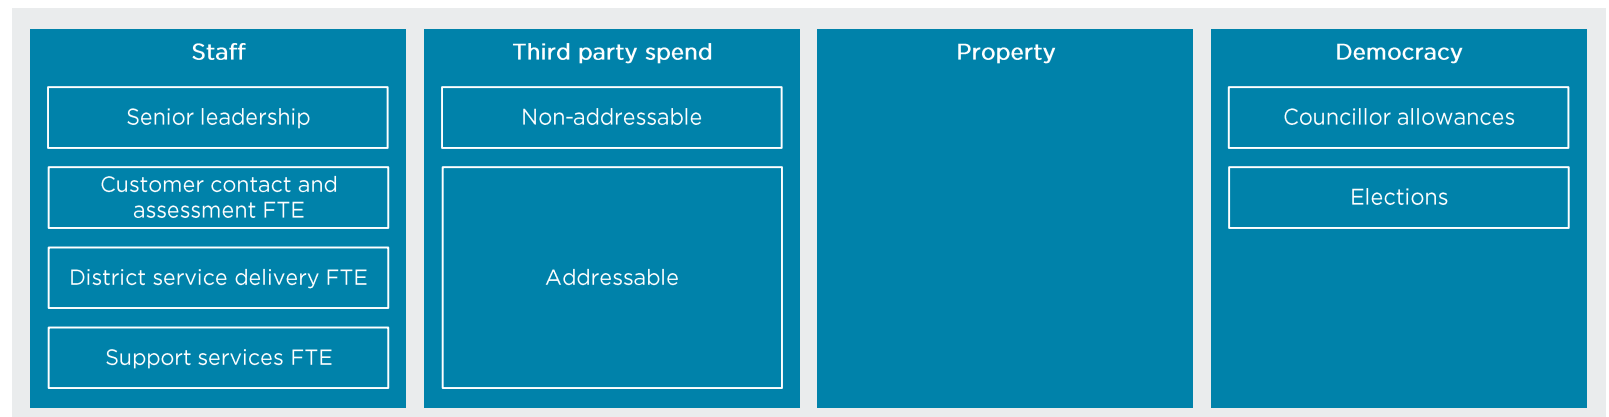 Staff
Senior leadership
Customer contact and
assessment FTE
District service delivery FTE
Support services FTE
Third party spend
Non-addressable
Addressable
Property
Democracy
Councillor allowances
Elections